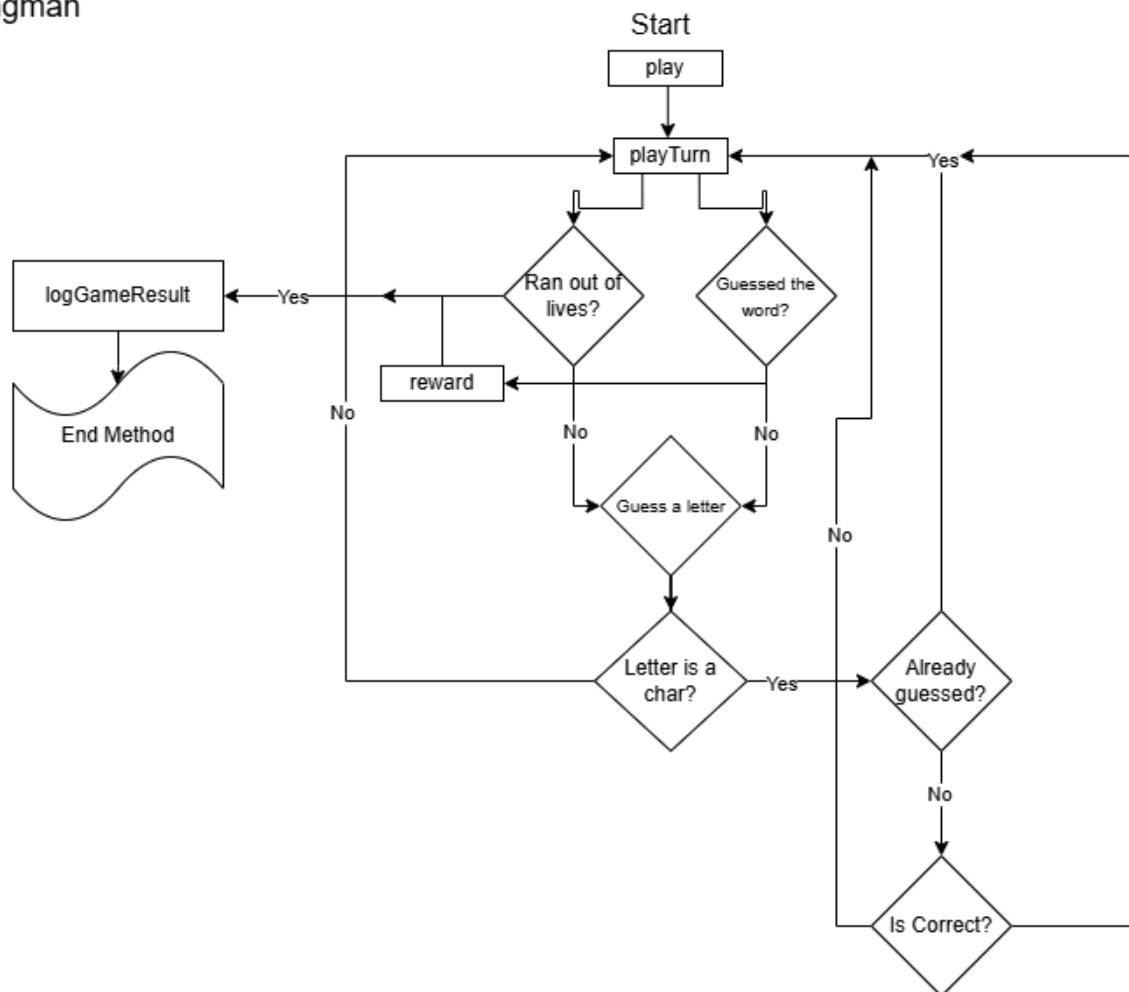 ngman
Start
play
playTurn
Yes
Ran out of
lives?
Guessed the
word?
logGameResult
Yes
reward
No
End Method
No
No
Guess a letter
No
Letter is a
char?
Yes
Already
guessed?
No
Is Correct?